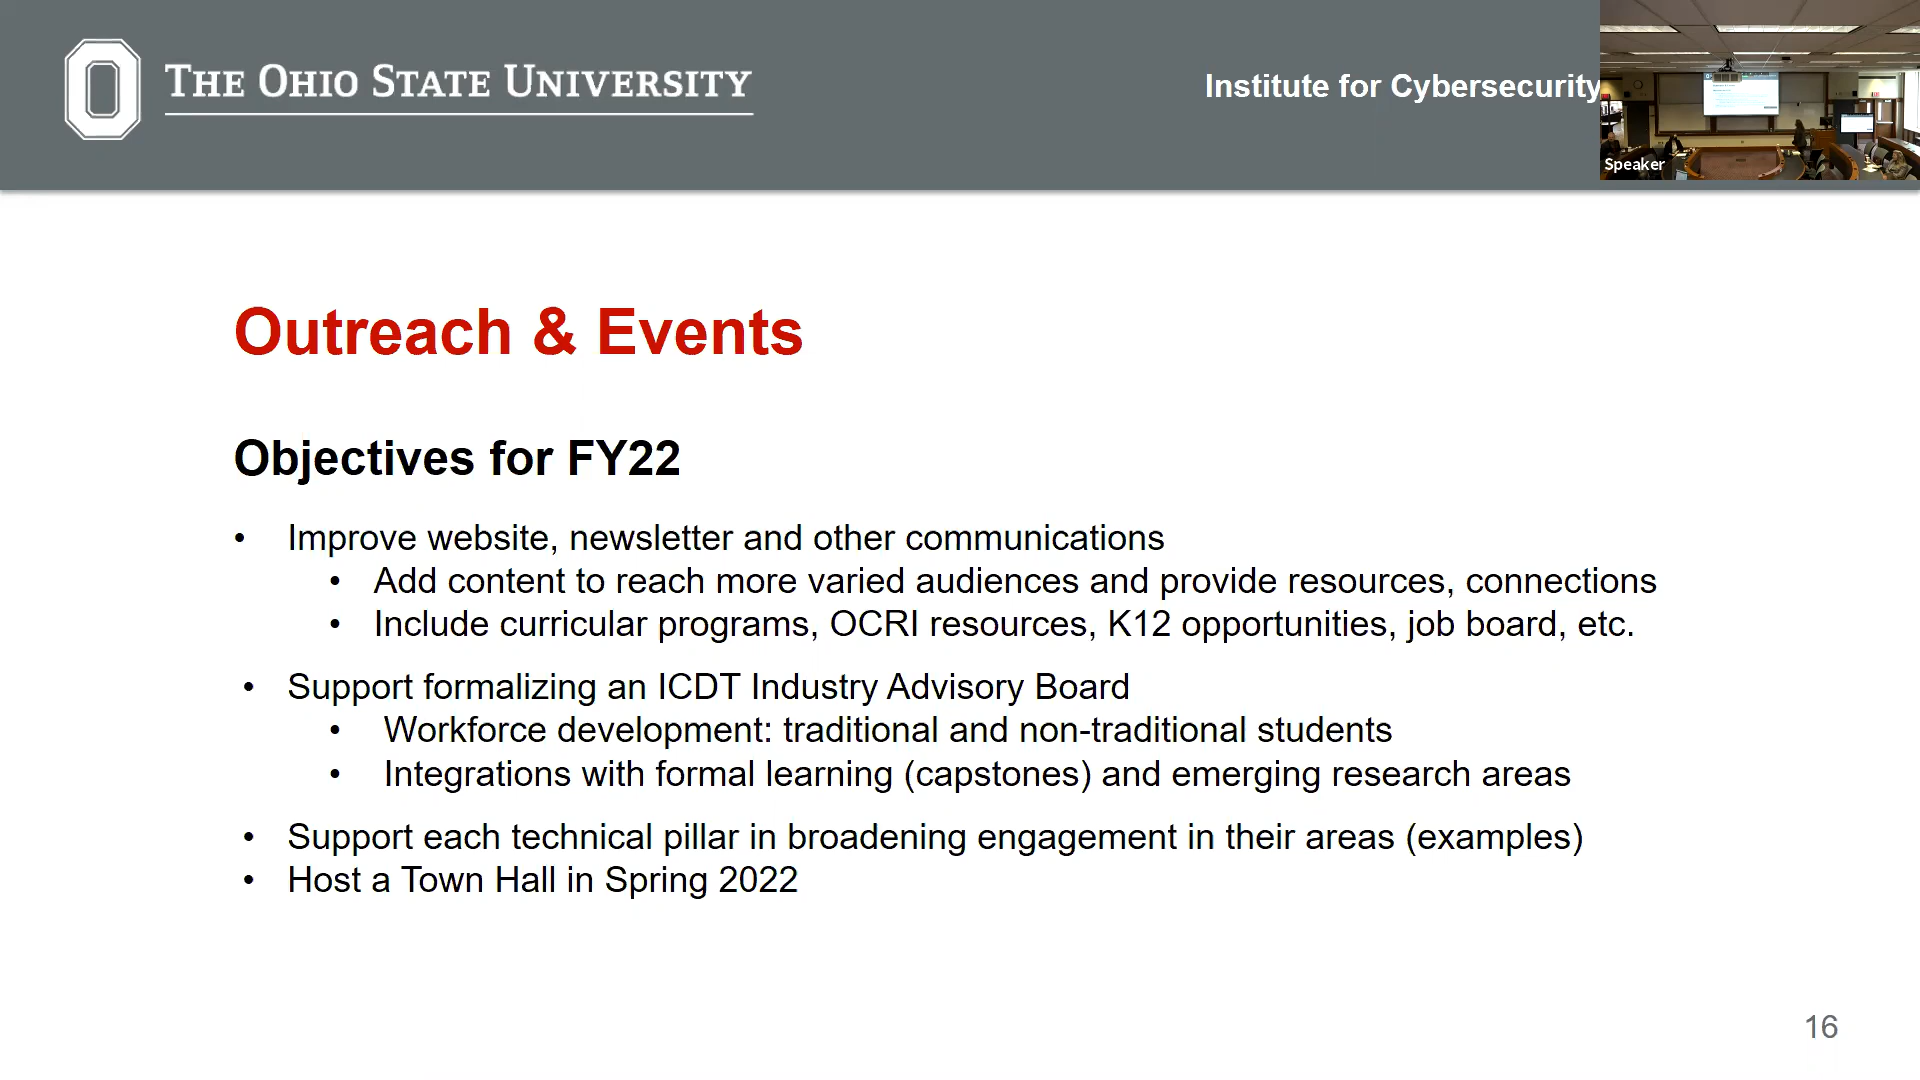 THE OHIO STATE UNIVERSITY
Institute for Cybersecurity
Speaker
Outreach & Events
Objectives for FY22
• Improve website, newsletter and other communications
• Add content to reach more varied audiences and provide resources, connections
• Include curricular programs, OCRI resources, K12 opportunities, job board, etc.
• Support formalizing an ICDT Industry Advisory Board
• Workforce development: traditional and non-traditional students
• Integrations with formal learning (capstones) and emerging research areas
• Support each technical pillar in broadening engagement in their areas (examples)
• Host a Town Hall in Spring 2022
16